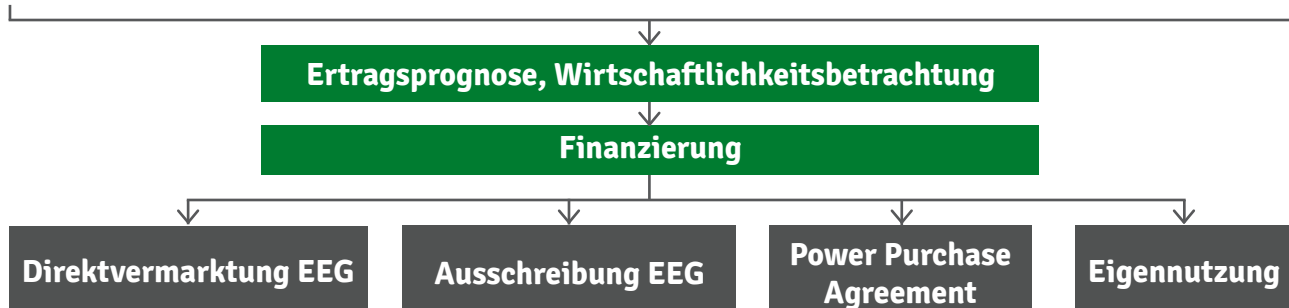 Ertragsprognose, Wirtschaftlichkeitsbetrachtung
Finanzierung
Direktvermarktung EEG
Ausschreibung EEG
Power Purchase
Agreement
Eigennutzung